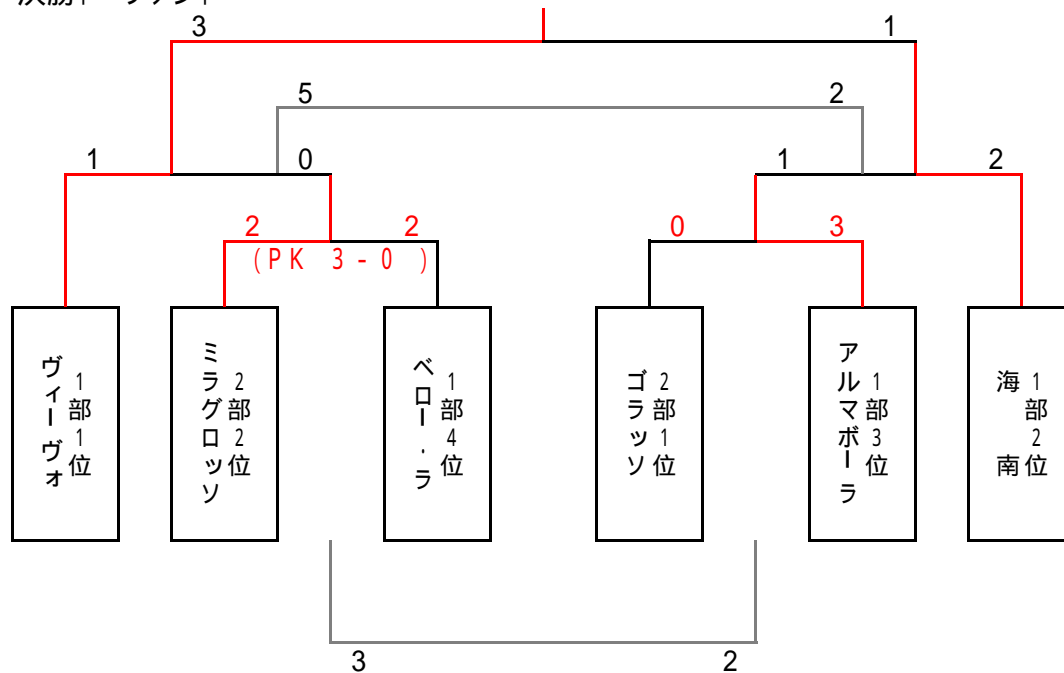 3 1
5 2
1 0 1 2
2 2 0 3
(PK 3-0 )
1部1位
ヴィーヴォ
2部2位
ミラグロッソ
1部4位
ベロー.ラ
2部1位
ゴラッソ
1部3位
アルマボーラ
1部2位
海南
3 2